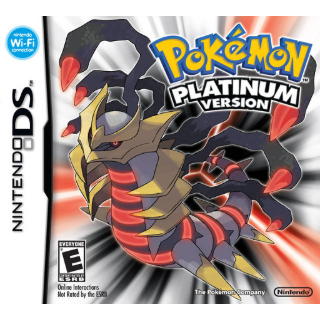 Nintendo
Wi-Fi
connection
NINTENDO DS
POKéMON
PLATINUM
VERSION
TM
EVERYONE
E
ESRB
Online Interactions
Not Rated by the ESRB
The Pokémon Company
Nintendo